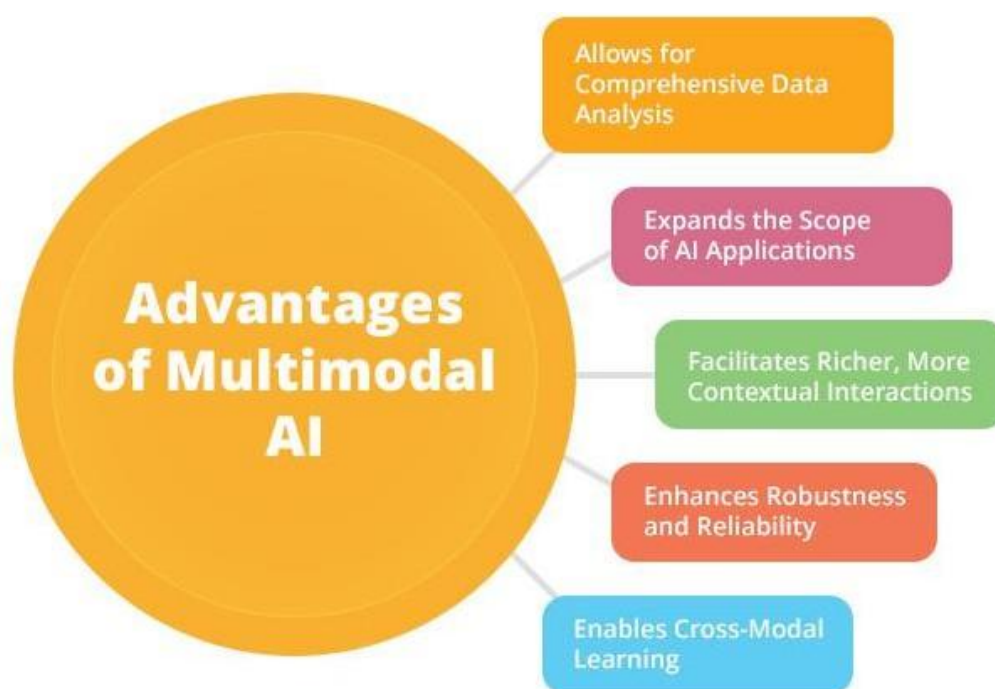 Advantages
of Multimodal
AI
Allows for
Comprehensive Data
Analysis
Expands the Scope
of AI Applications
Facilitates Richer, More
Contextual Interactions
Enhances Robustness
and Reliability
Enables Cross-Modal
Learning